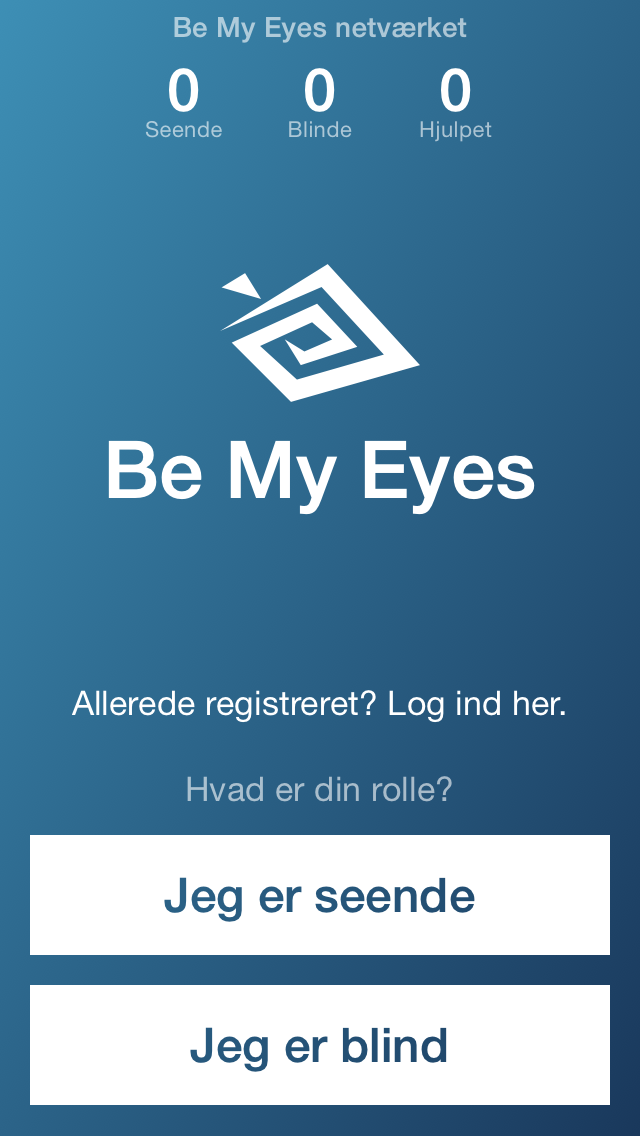 Be My Eyes netværket
0 0 0
Seende Blinde Hjulpet
Be My Eyes
Allerede registreret? Log ind her.
Hvad er din rolle?
Jeg er seende
Jeg er blind